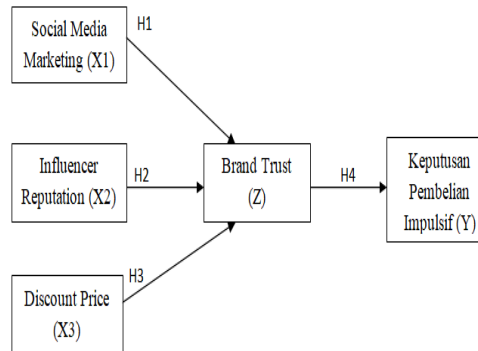 Social Media
Marketing (X1)
H1
Influencer
Reputation (X2)
H2
Brand Trust
(Z)
H4
Keputusan
Pembelian
Impulsif (Y)
H3
Discount Price
(X3)